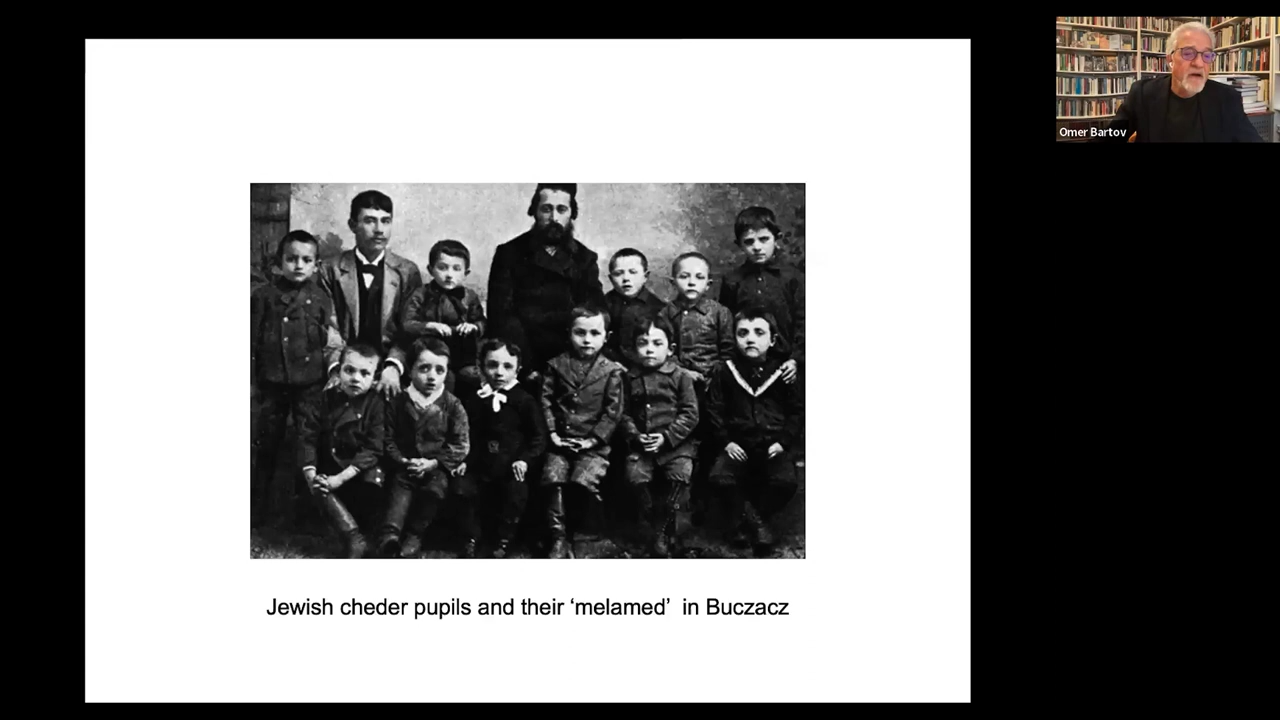 Omer Bartov
Jewish cheder pupils and their ‘melamed’ in Buczacz